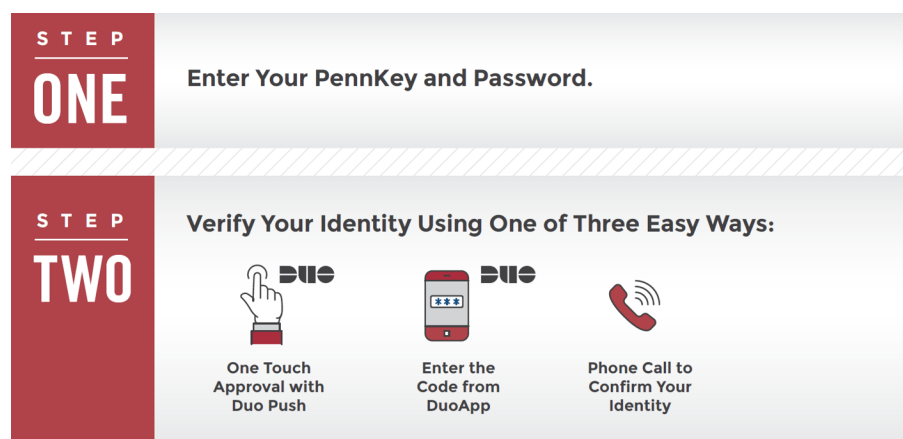 STEP
ONE
Enter Your PennKey and Password.
STEP
TWO
Verify Your Identity Using One of Three Easy Ways:
DUO
One Touch
Approval with
Duo Push
DUO
***
Enter the
Code from
DuoApp
Phone Call to
Confirm Your
Identity